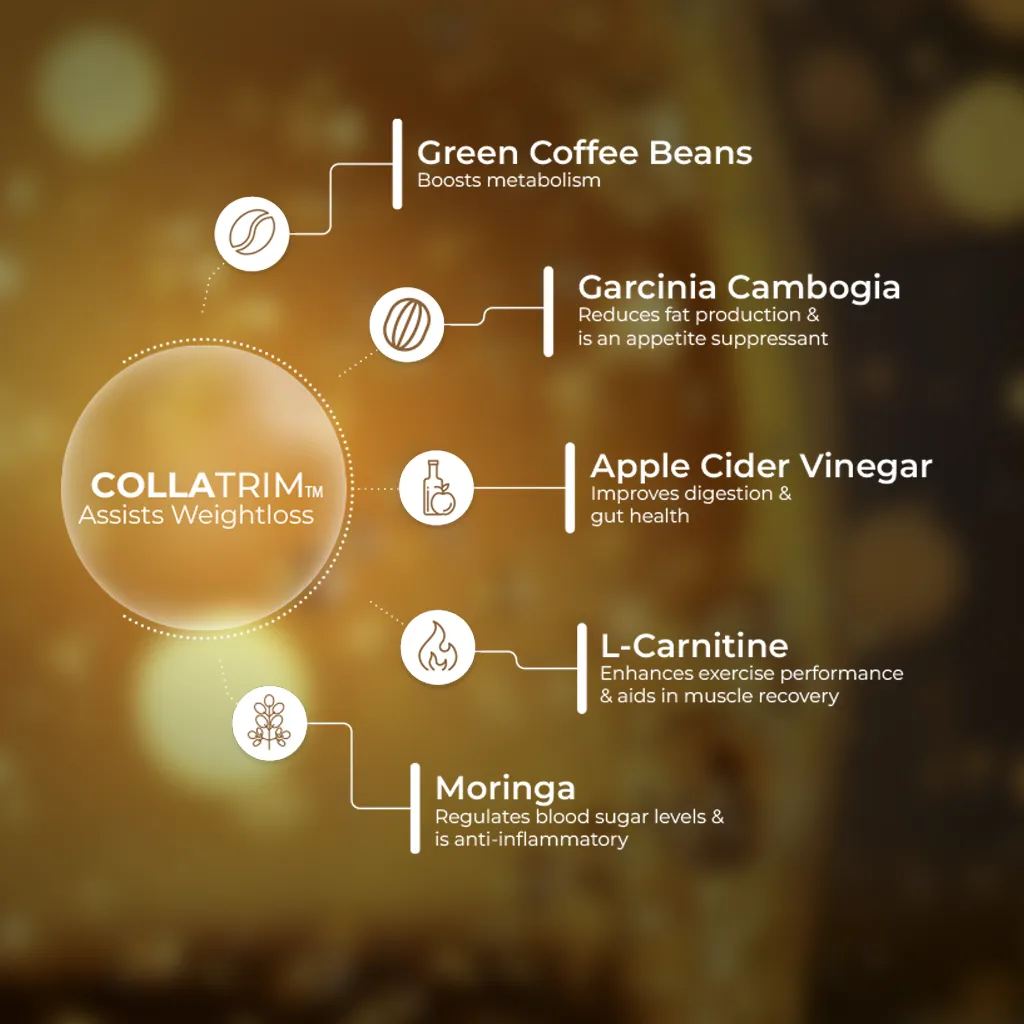 Green Coffee Beans
Boosts metabolism
Garcinia Cambogia
Reduces fat production &
is an appetite suppressant
COLLATRIM™
Assists Weightloss
Apple Cider Vinegar
Improves digestion &
gut health
L-Carnitine
Enhances exercise performance
& aids in muscle recovery
Moringa
Regulates blood sugar levels &
is anti-inflammatory